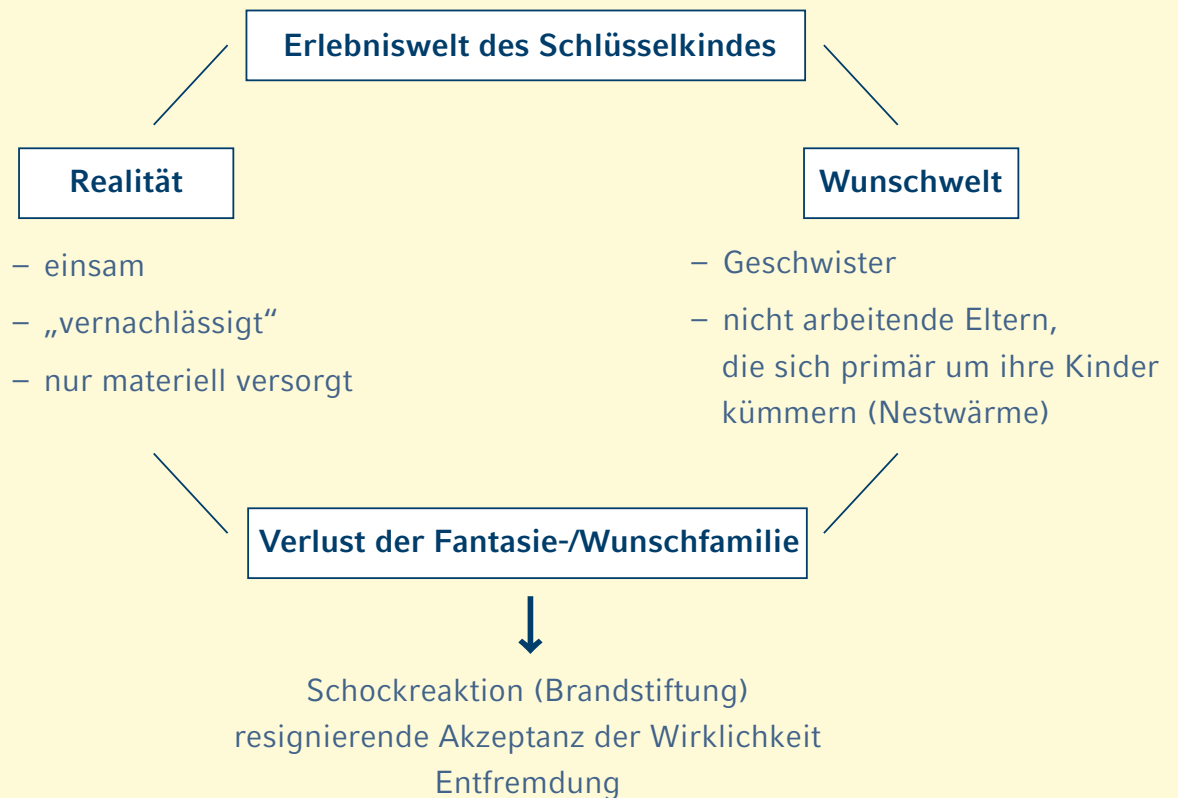 Erlebniswelt des Schlüsselkindes
Realität
– einsam
– „vernachlässigt“
– nur materiell versorgt
Wunschwelt
– Geschwister
– nicht arbeitende Eltern,
die sich primär um ihre Kinder
kümmern (Nestwärme)
Verlust der Fantasie-/Wunschfamilie
Schockreaktion (Brandstiftung)
resignierende Akzeptanz der Wirklichkeit
Entfremdung